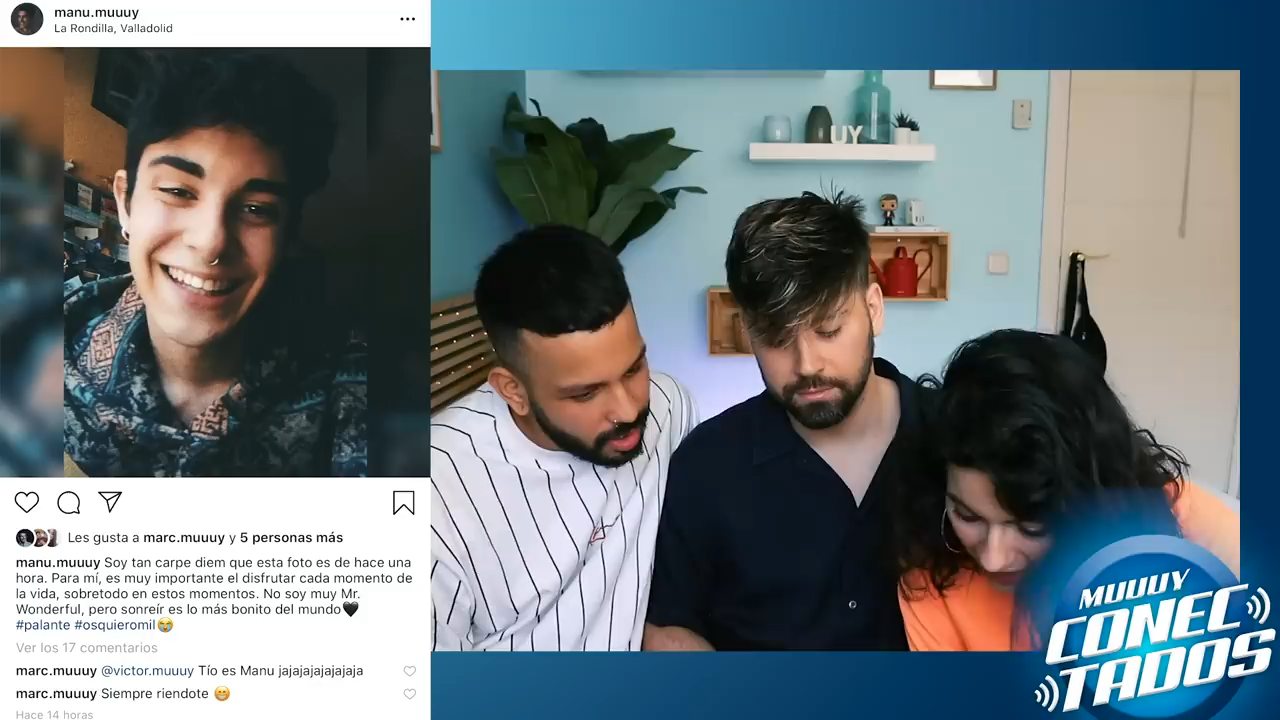 manu.muuuy
La Rondilla, Valladolid
Les gusta a marc.muuuy y 5 personas más
manu.muuuy Soy tan carpe diem que esta foto es de hace una
hora. Para mí, es muy importante el disfrutar cada momento de
la vida, sobretodo en estos momentos. No soy muy Mr.
Wonderful, pero sonreír es lo más bonito del mundo🖤
#palante #osquieromil😭
Ver los 17 comentarios
marc.muuuy @victor.muuuy Tío es Manu jajajajajajajaja
marc.muuuy Siempre riendote 😁
Hace 14 horas
UY
MUUUY
CONEC
TADOS